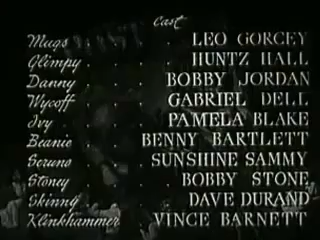 Cast
Mugs . . . . LEO GORCEY
Glimpy . . . . HUNTZ HALL
Danny . . . . BOBBY JORDAN
Wycoff . . . . GABRIEL DELL
Ivy . . . . PAMELA BLAKE
Beanie . . . BENNY BARTLETT
Scruno . . . SUNSHINE SAMMY
Stoney . . . BOBBY STONE
Skinny . . . DAVE DURAND
Klinkhammer VINCE BARNETT